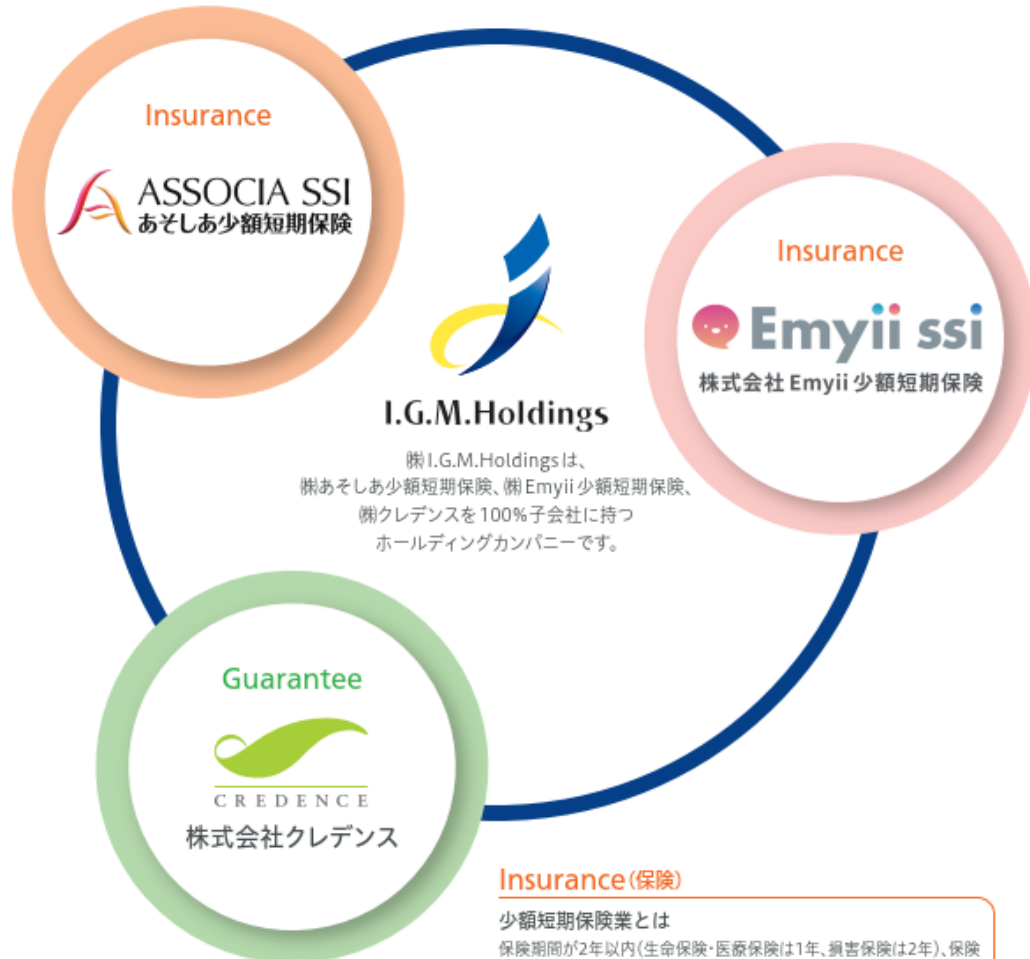 Insurance
ASSOCIA SSI
あそしあ少額短期保険
Insurance
Emyii ssi
株式会社 Emyii 少額短期保険
I.G.M.Holdings
㈱I.G.M.Holdingsは、
㈱あそしあ少額短期保険、㈱Emyii少額短期保険、
㈱クレデンスを100%子会社に持つ
ホールディングカンパニーです。
Guarantee
CREDENCE
株式会社クレデンス
Insurance(保険)
少額短期保険業とは
保険期間が2年以内(生命保険・医療保険は1年、損害保険は2年)、保険